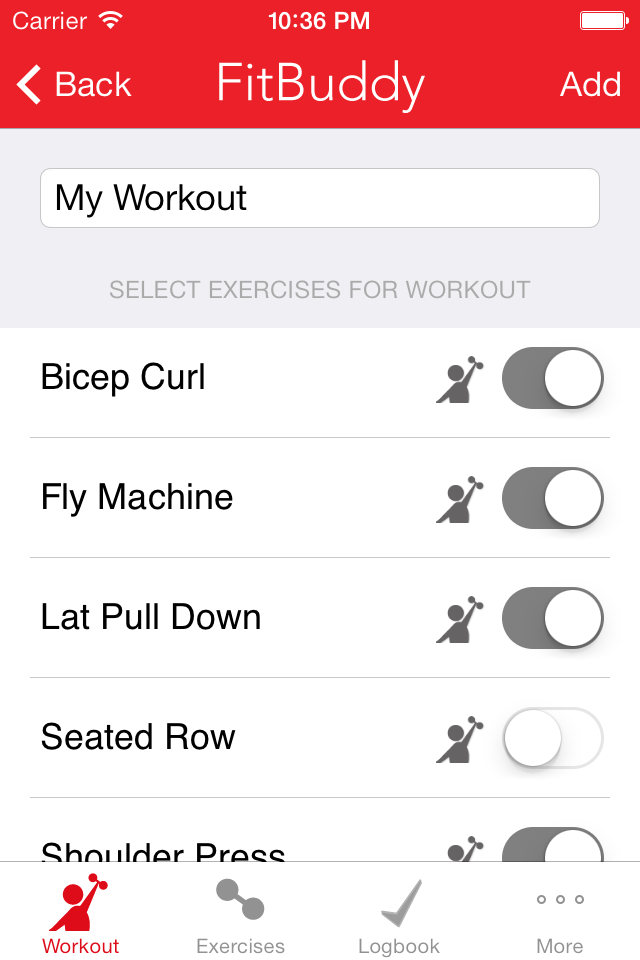 Carrier 10:36 PM
Back FitBuddy Add
My Workout
SELECT EXERCISES FOR WORKOUT
Bicep Curl
Fly Machine
Lat Pull Down
Seated Row
Shoulder Press
Workout Exercises Logbook More